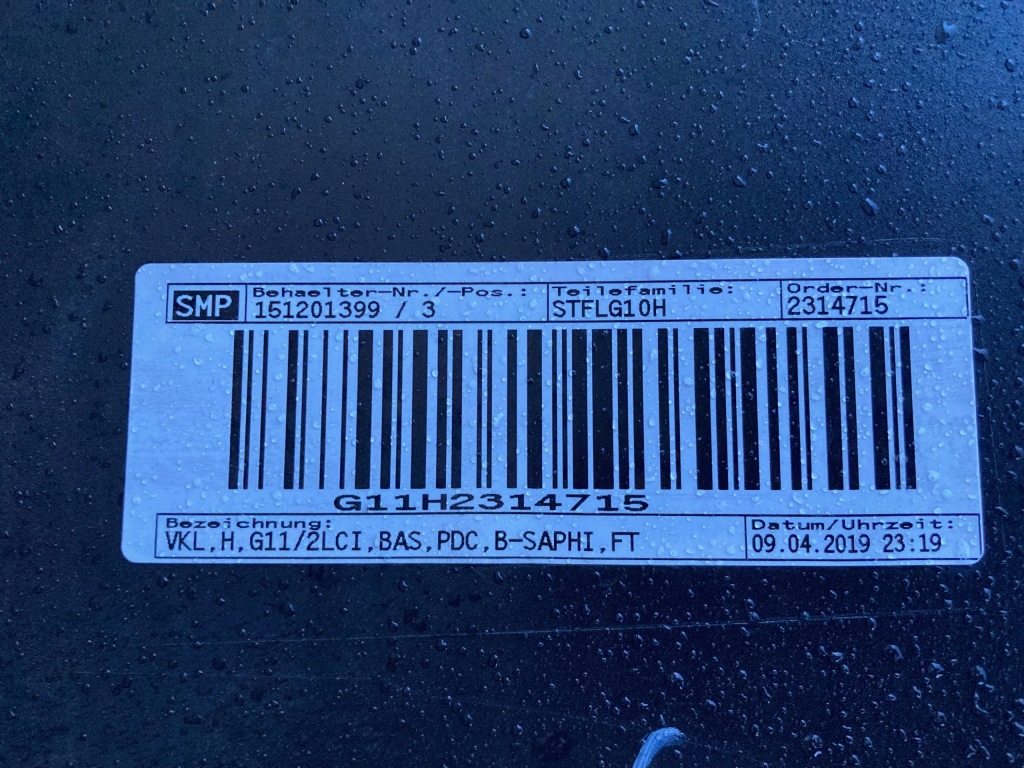 SMP
Behaelter-Nr./-Pos.:
151201399 / 3
Teilefamilie:
STFLG10H
Order-Nr.:
2314715
G11H2314715
Bezeichnung:
VKL,H,G11/2LCI,BAS,PDC,B-SAPHI,FT
Datum/Uhrzeit:
09.04.2019 23:19